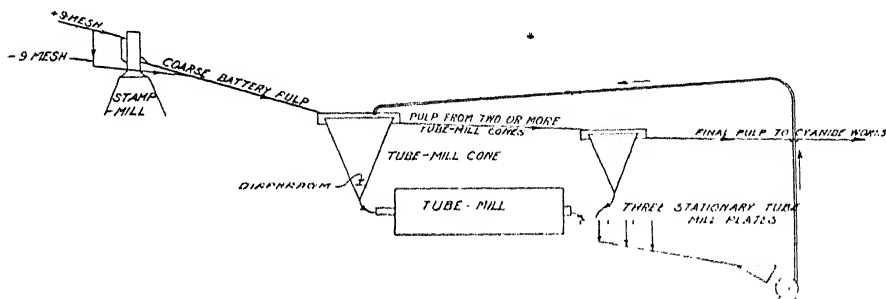 +9 MESH
-9 MESH
COARSE BATTERY PULP
STAMP
MILL
PULP FROM TWO OR MORE
TUBE-MILL CONES
FINAL PULP TO CYANIDE WORKS
TUBE-MILL CONE
DIAPHRAGM
TUBE-MILL
THREE STATIONARY TUBE
MILL PLATES